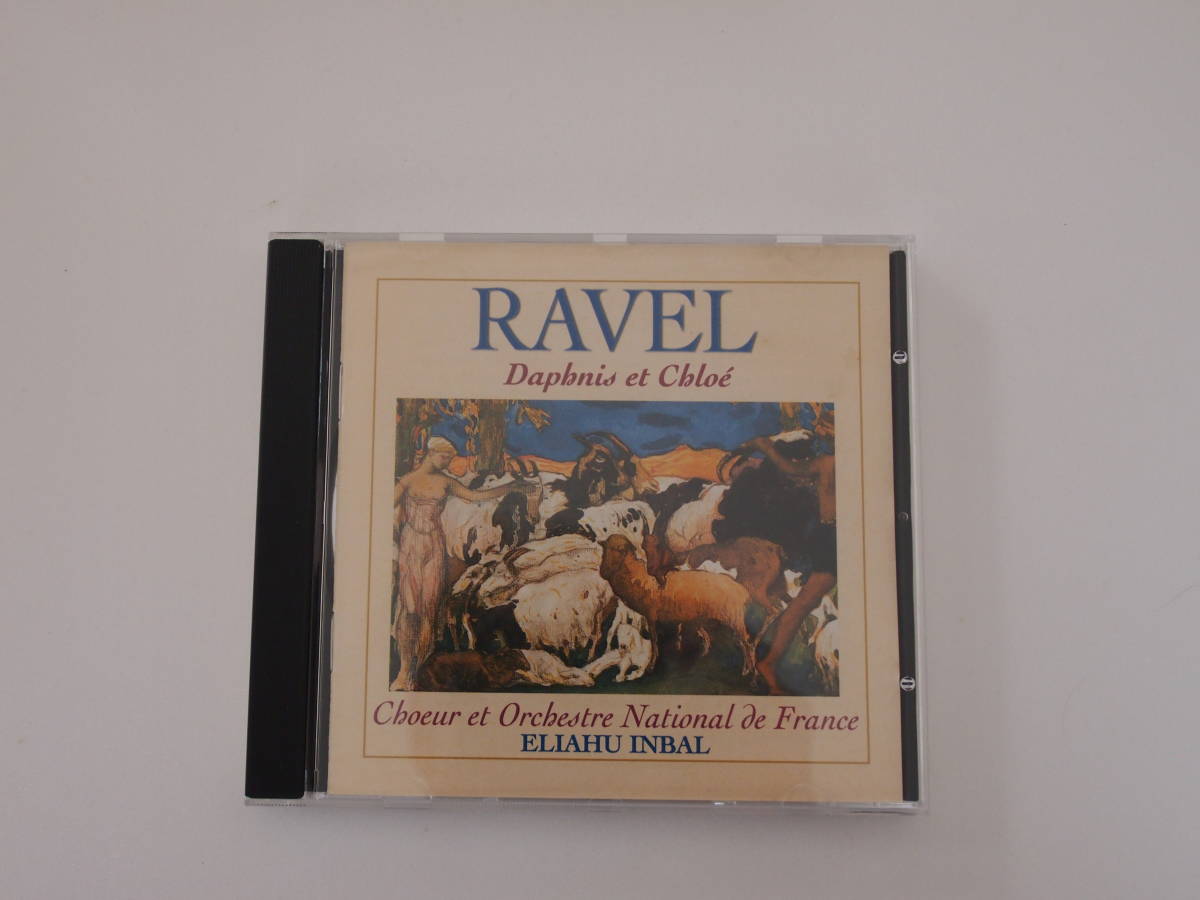 RAVEL
Daphnis et Chloé
Choeur et Orchestre National de France
ELIAHU INBAL